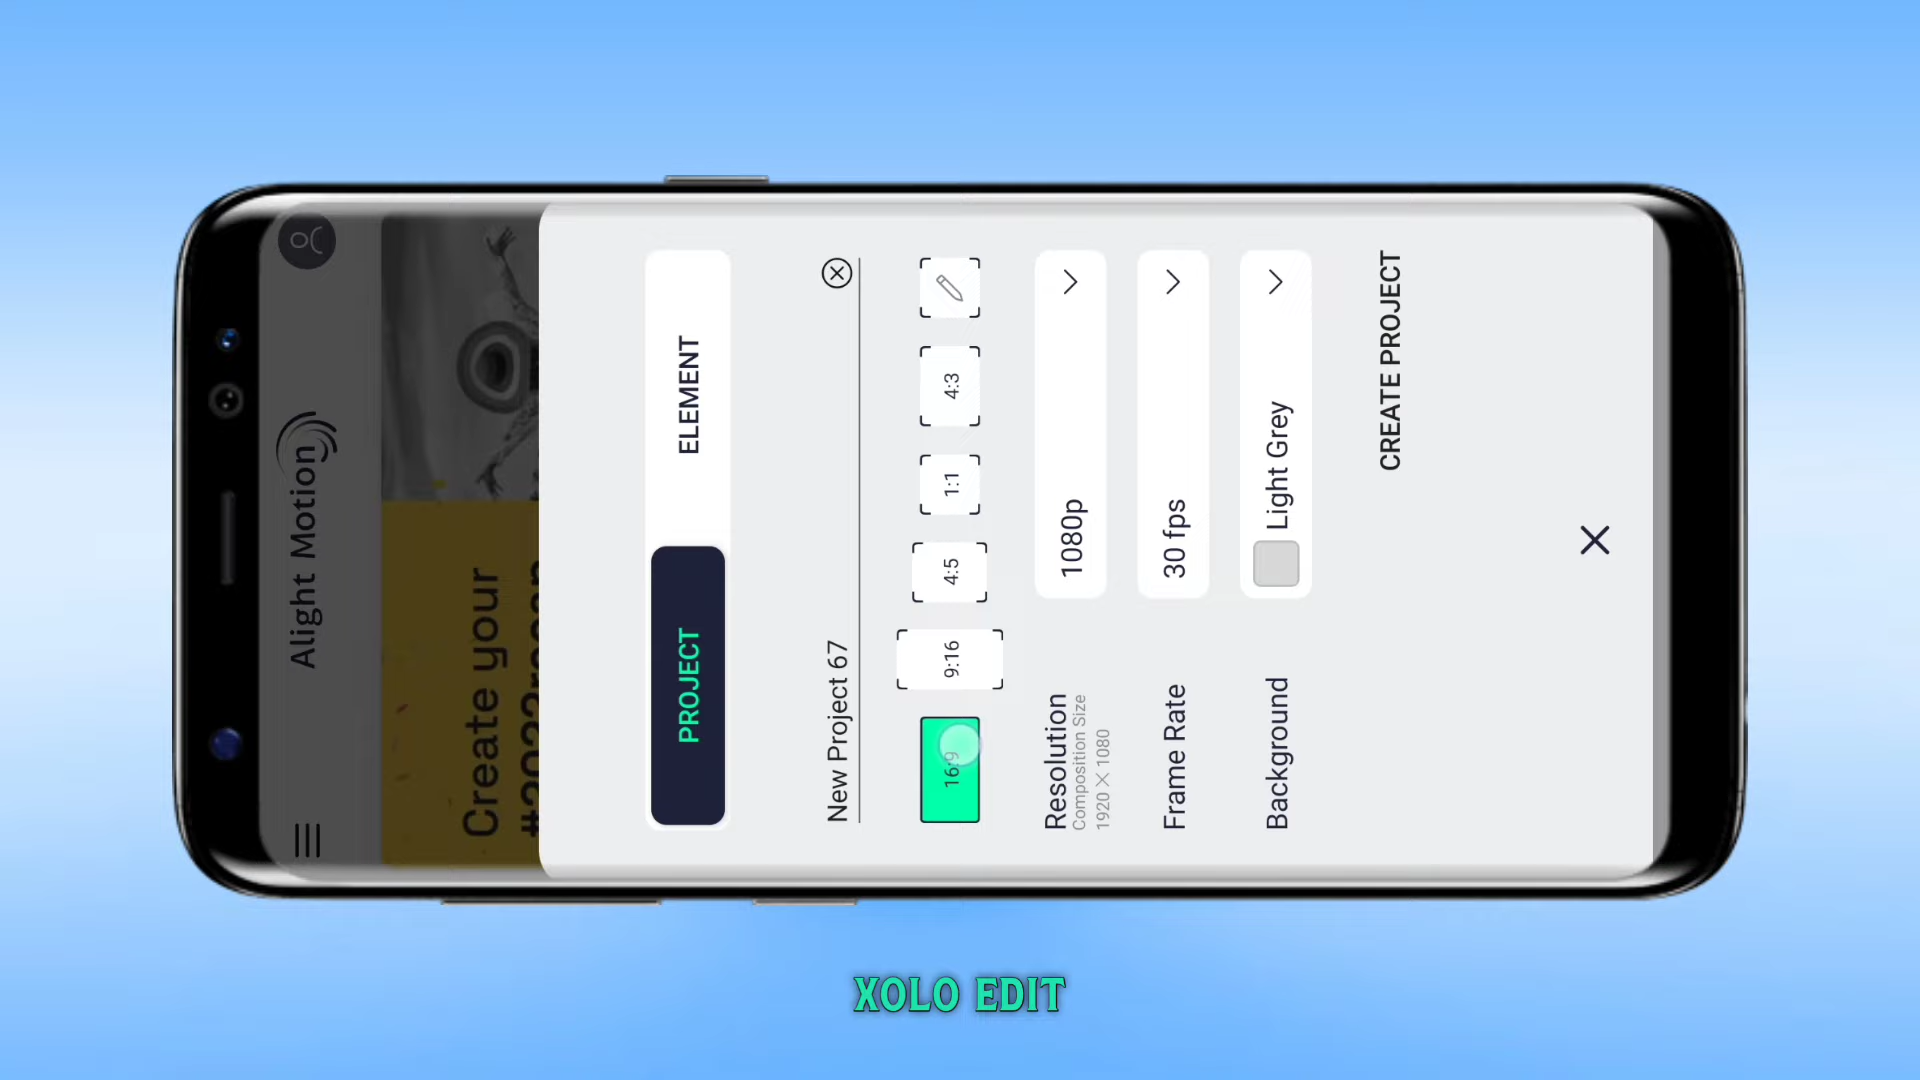 Alight Motion
Create your
PROJECT
ELEMENT
New Project 67
16:9
9:16
4:5
1:1
4:3
Resolution
Composition Size
1920 X 1080
1080p
Frame Rate
30 fps
Background
Light Grey
CREATE PROJECT
XOLO EDIT